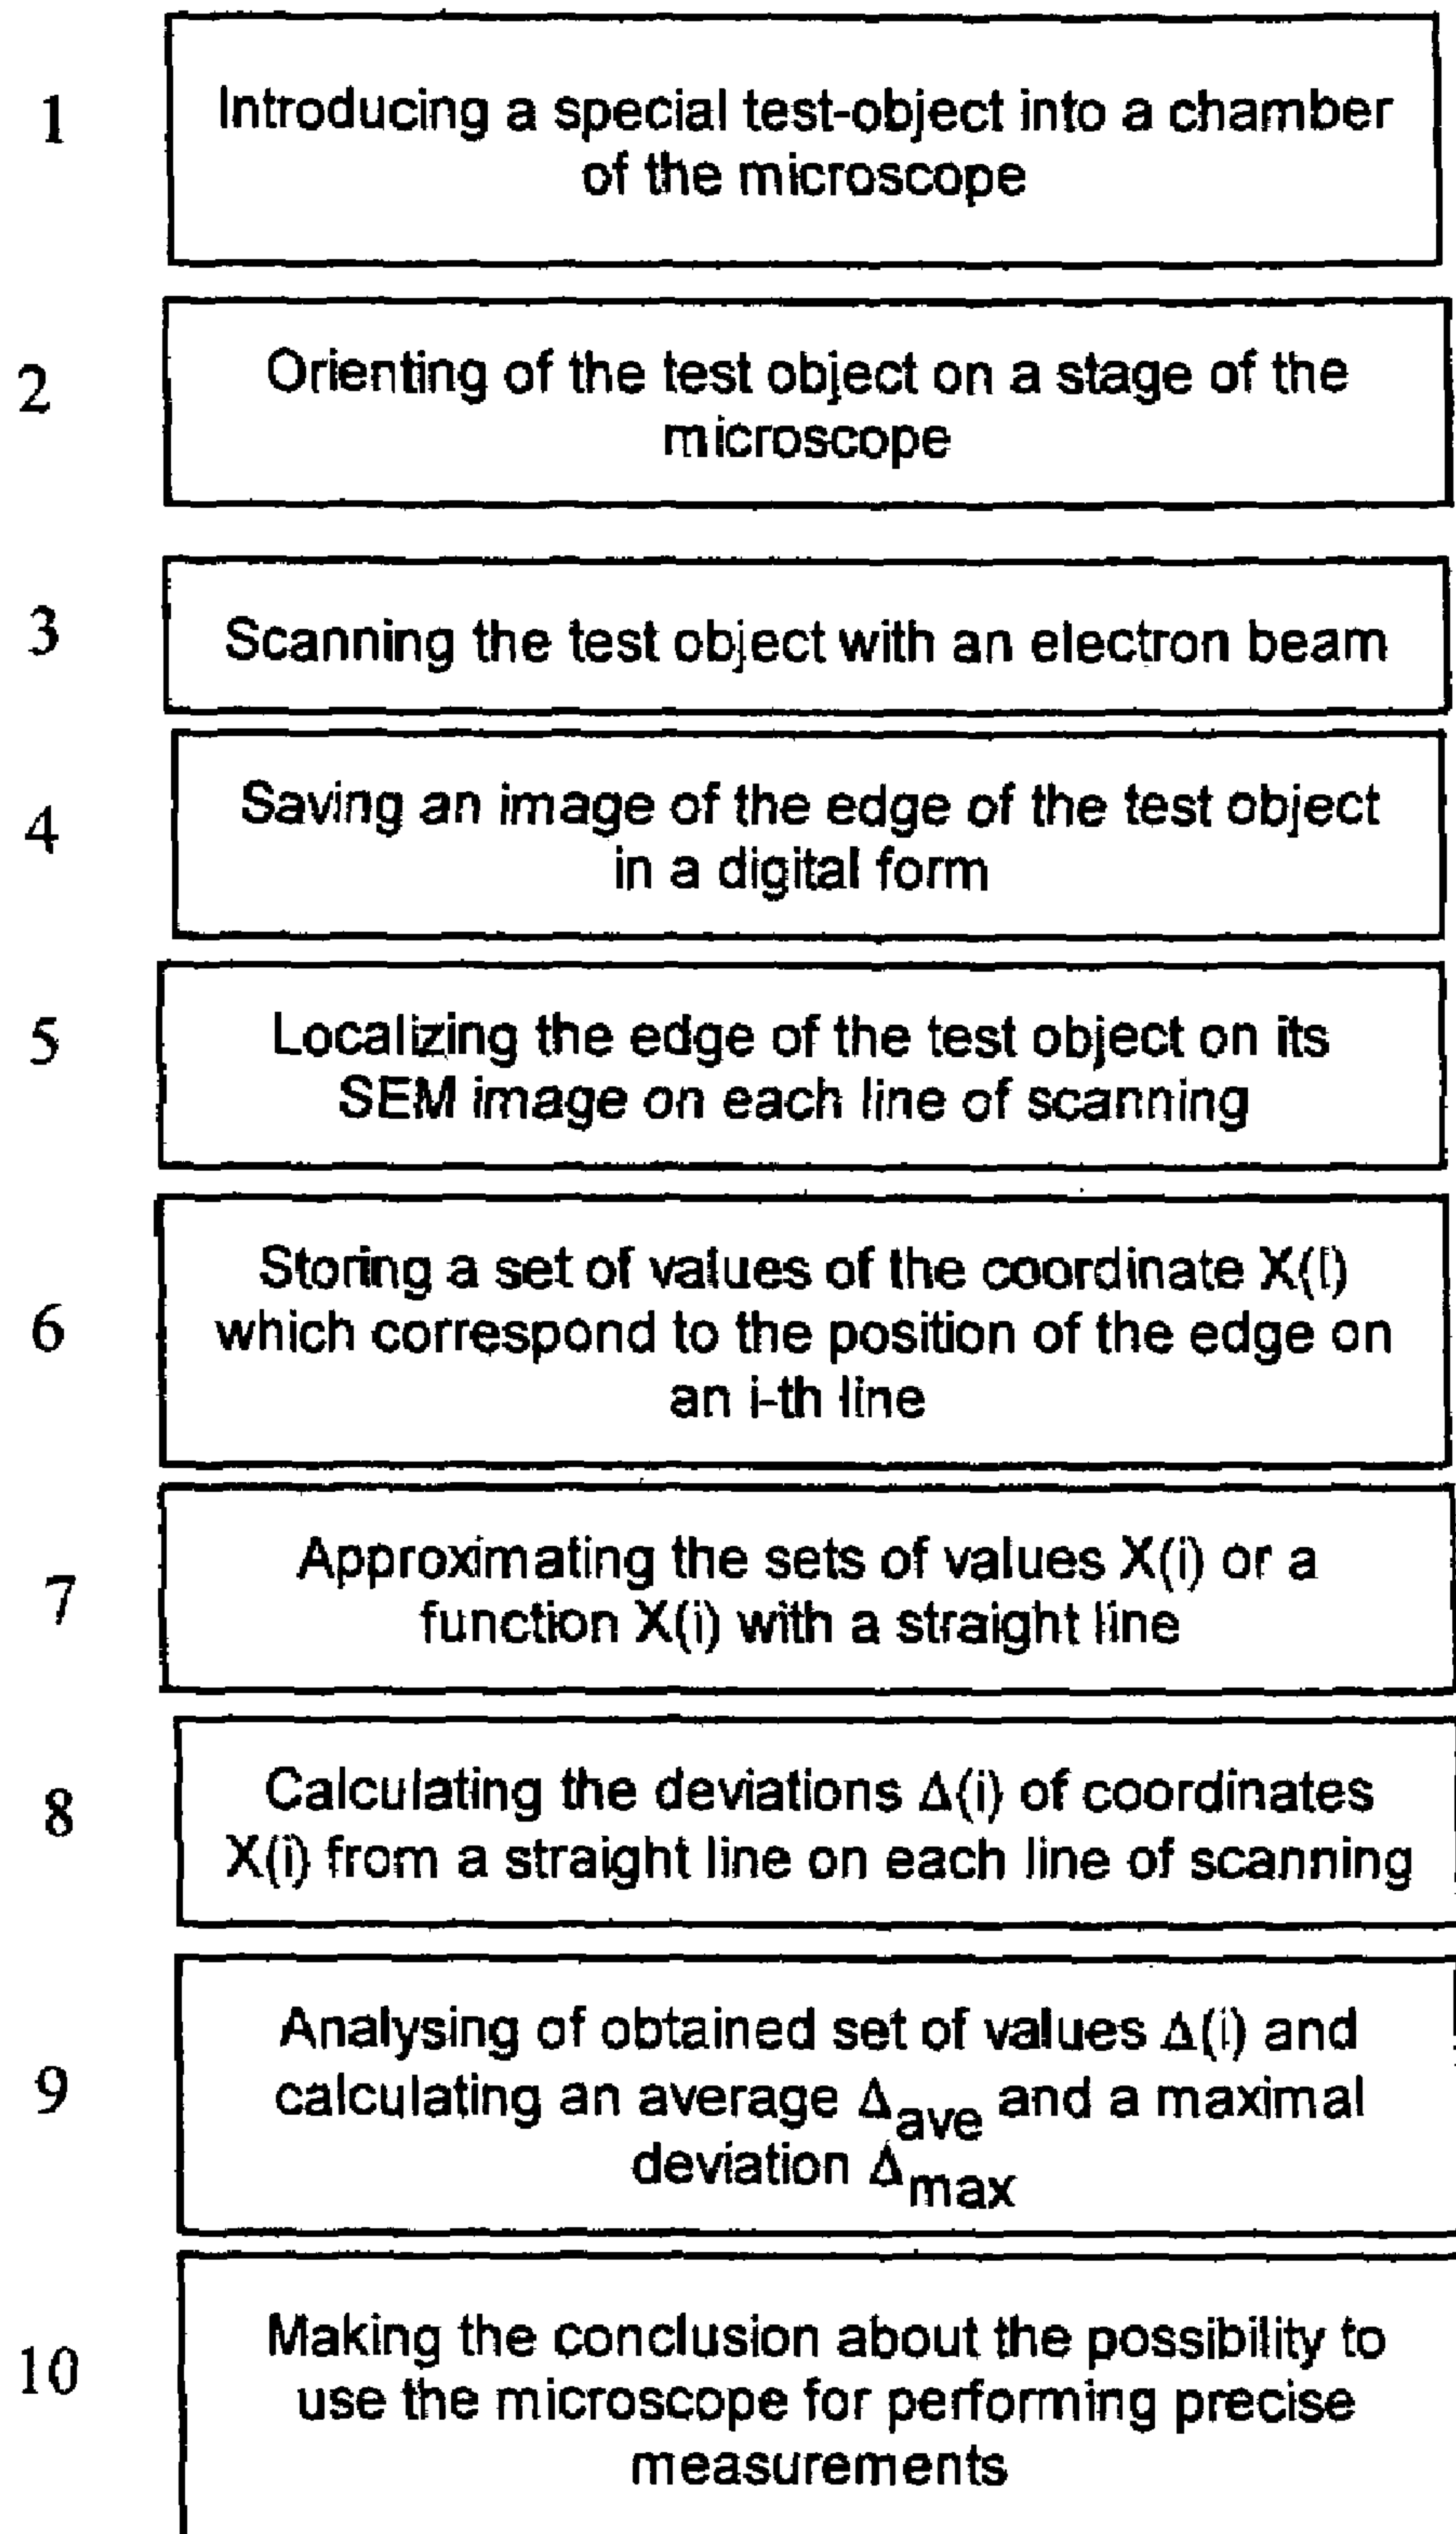 1
Introducing a special test-object into a chamber
of the microscope
2
Orienting of the test object on a stage of the
microscope
3
Scanning the test object with an electron beam
4
Saving an image of the edge of the test object
in a digital form
5
Localizing the edge of the test object on its
SEM image on each line of scanning
6
Storing a set of values of the coordinate X(i)
which correspond to the position of the edge on
an i-th line
7
Approximating the sets of values X(i) or a
function X(i) with a straight line
8
Calculating the deviations Δ(i) of coordinates
X(i) from a straight line on each line of scanning
9
Analysing of obtained set of values Δ(i) and
calculating an average Δave and a maximal
deviation Δmax
10
Making the conclusion about the possibility to
use the microscope for performing precise
measurements